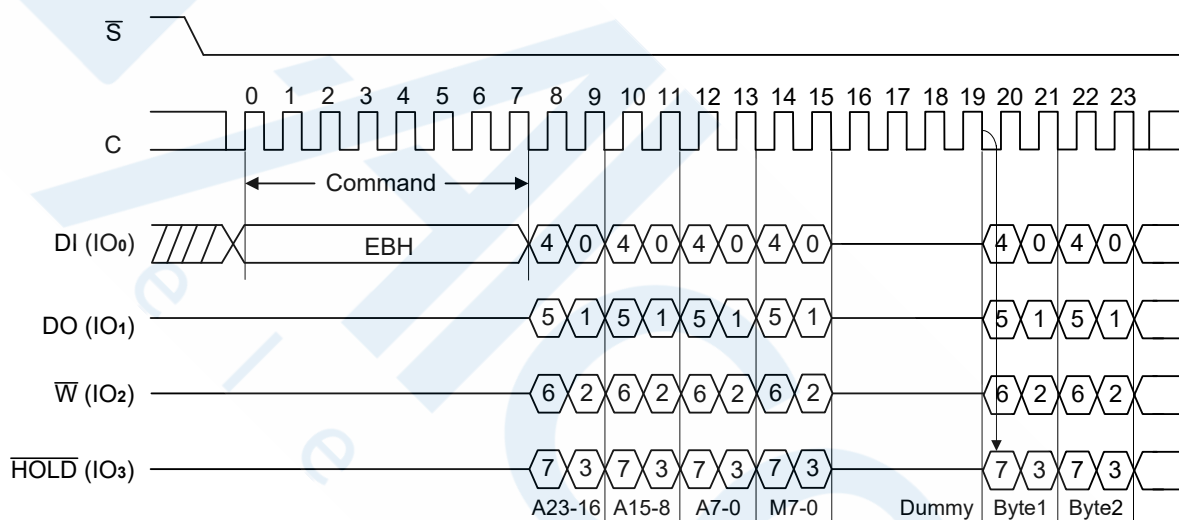 S
0 1 2 3 4 5 6 7 8 9 10 11 12 13 14 15 16 17 18 19 20 21 22 23
C
Command
DI (IO0) EBH 4 0 4 0 4 0 4 0 4 0 4 0
DO (IO1) 5 1 5 1 5 1 5 1 5 1 5 1
W (IO2) 6 2 6 2 6 2 6 2 6 2 6 2
HOLD (IO3) 7 3 7 3 7 3 7 3 7 3 7 3
A23-16 A15-8 A7-0 M7-0 Dummy Byte1 Byte2